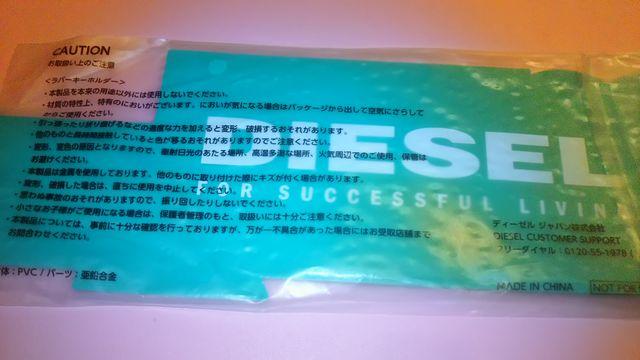 CAUTION
お取扱い上のご注意
<ラバーキーホルダー>
・本製品を本来の用途以外には使用しないでください。
・材質の特性上、特有のにおいがございます。においが気になる場合はパッケージから出して空気にさらして
からご使用ください。
・引っ張ったり折り曲げるなどの過度な力を加えると変形、破損するおそれがあります。
・他のものと長時間接触していると色が移るおそれがありますのでご注意ください。
・変形、変色の原因となりますので、直射日光のあたる場所、高温多湿な場所、火気周辺でのご使用、保管は
お避けください。
・本製品は金属を使用しております、他のものに取り付けた際にキズが付く場合があります。
・変形、破損した場合は、直ちに使用を中止してください。
・思わぬ事故のおそれがありますので、振り回したりしないでください。
・小さなお子様がご使用になる場合は、保護者管理のもと、取扱いには十分ご注意ください。
・本製品については、事前に十分な確認を行っておりますが、万が一不具合があった場合にはお受取店舗まで
お問合わせください。
体：PVC / パーツ：亜鉛合金
DIESEL
FOR SUCCESSFUL LIVIN
ディーゼル ジャパン株式会社
DIESEL CUSTOMER SUPPORT
フリーダイヤル：0120-55-1978 (
MADE IN CHINA
NOT FOR